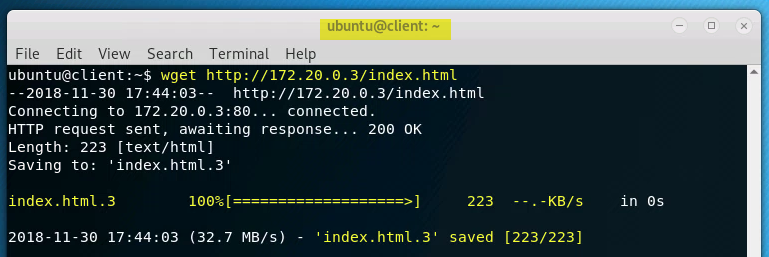 ubuntu@client: ~
File Edit View Search Terminal Help
ubuntu@client:~$ wget http://172.20.0.3/index.html
--2018-11-30 17:44:03--  http://172.20.0.3/index.html
Connecting to 172.20.0.3:80... connected.
HTTP request sent, awaiting response... 200 OK
Length: 223 [text/html]
Saving to: 'index.html.3'
index.html.3        100%[===================>]     223  --.-KB/s    in 0s
2018-11-30 17:44:03 (32.7 MB/s) - 'index.html.3' saved [223/223]